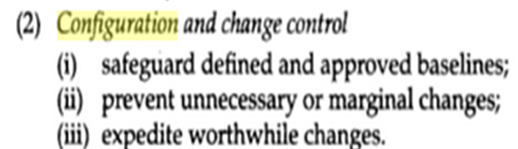 (2) Configuration and change control
(i) safeguard defined and approved baselines;
(ii) prevent unnecessary or marginal changes;
(iii) expedite worthwhile changes.